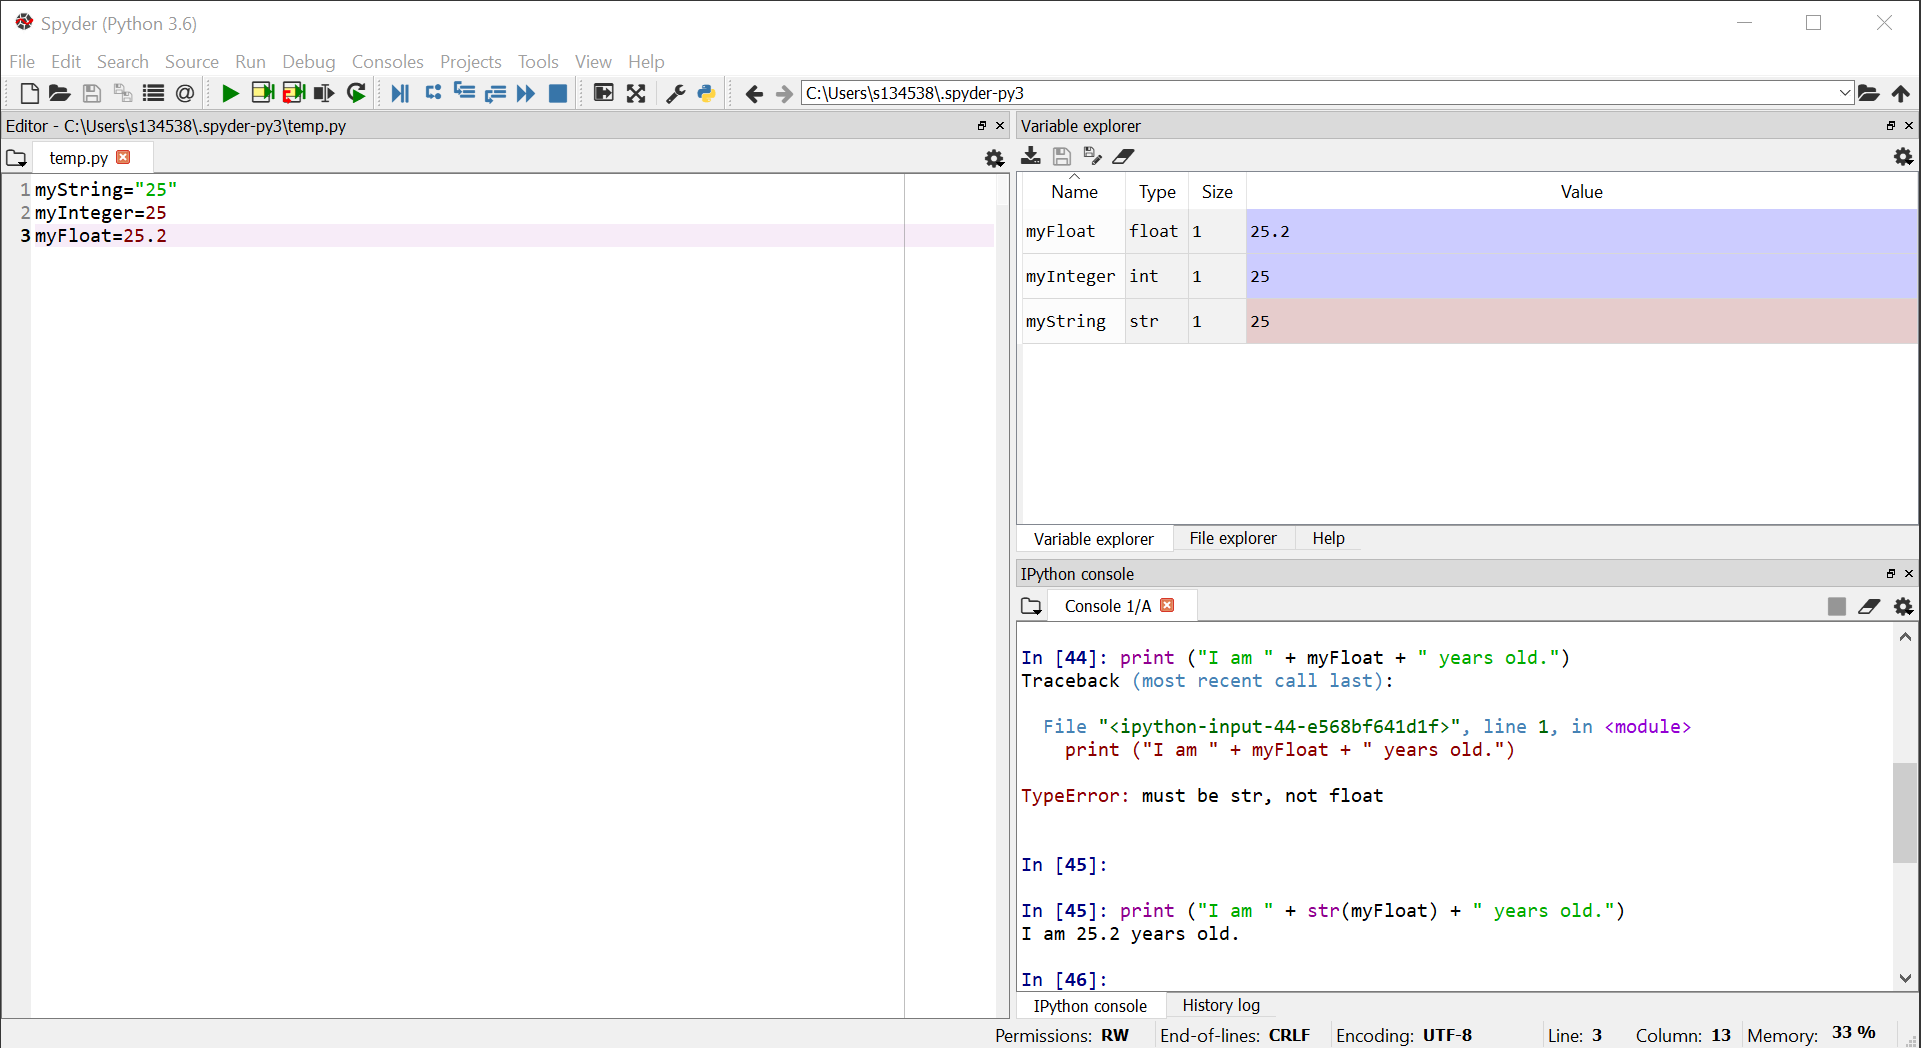 Spyder (Python 3.6)
File Edit Search Source Run Debug Consoles Projects Tools View Help
C:\Users\s134538\.spyder-py3
Editor - C:\Users\s134538\.spyder-py3\temp.py
temp.py
1 myString="25"
2 myInteger=25
3 myFloat=25.2
Variable explorer
Name Type Size Value
myFloat float 1 25.2
myInteger int 1 25
myString str 1 25
Variable explorer File explorer Help
IPython console
Console 1/A
In [44]: print ("I am " + myFloat + " years old.")
Traceback (most recent call last):
File "<ipython-input-44-e568bf641d1f>", line 1, in <module>
print ("I am " + myFloat + " years old.")
TypeError: must be str, not float
In [45]:
In [45]: print ("I am " + str(myFloat) + " years old.")
I am 25.2 years old.
In [46]:
IPython console History log
Permissions: RW End-of-lines: CRLF Encoding: UTF-8 Line: 3 Column: 13 Memory: 33 %